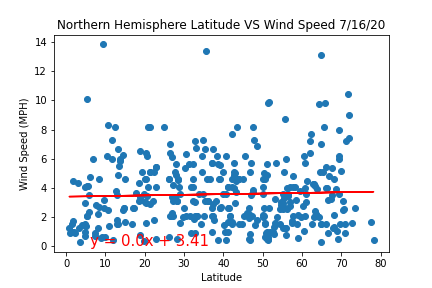 Northern Hemisphere Latitude VS Wind Speed 7/16/20
14
12
10
8
6
4
2
0
Wind Speed (MPH)
y = 0.0x + 3.41
0 10 20 30 40 50 60 70 80
Latitude